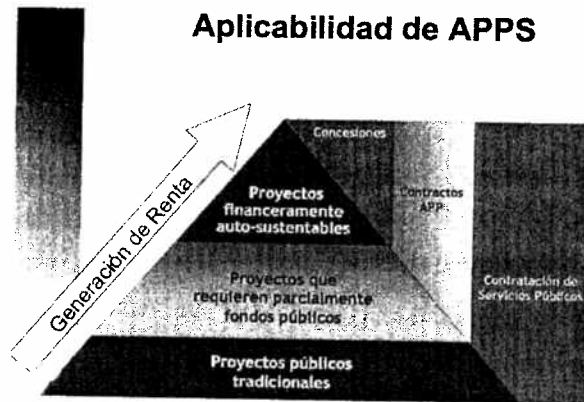 Aplicabilidad de APPS
Generación de Renta
Concesiones
Proyectos
financeramente
auto-sustentables
Contractos
APP
Proyectos que
requieren parcialmente
fondos públicos
Contratación de
Servicios Públicos
Proyectos públicos
tradicionales